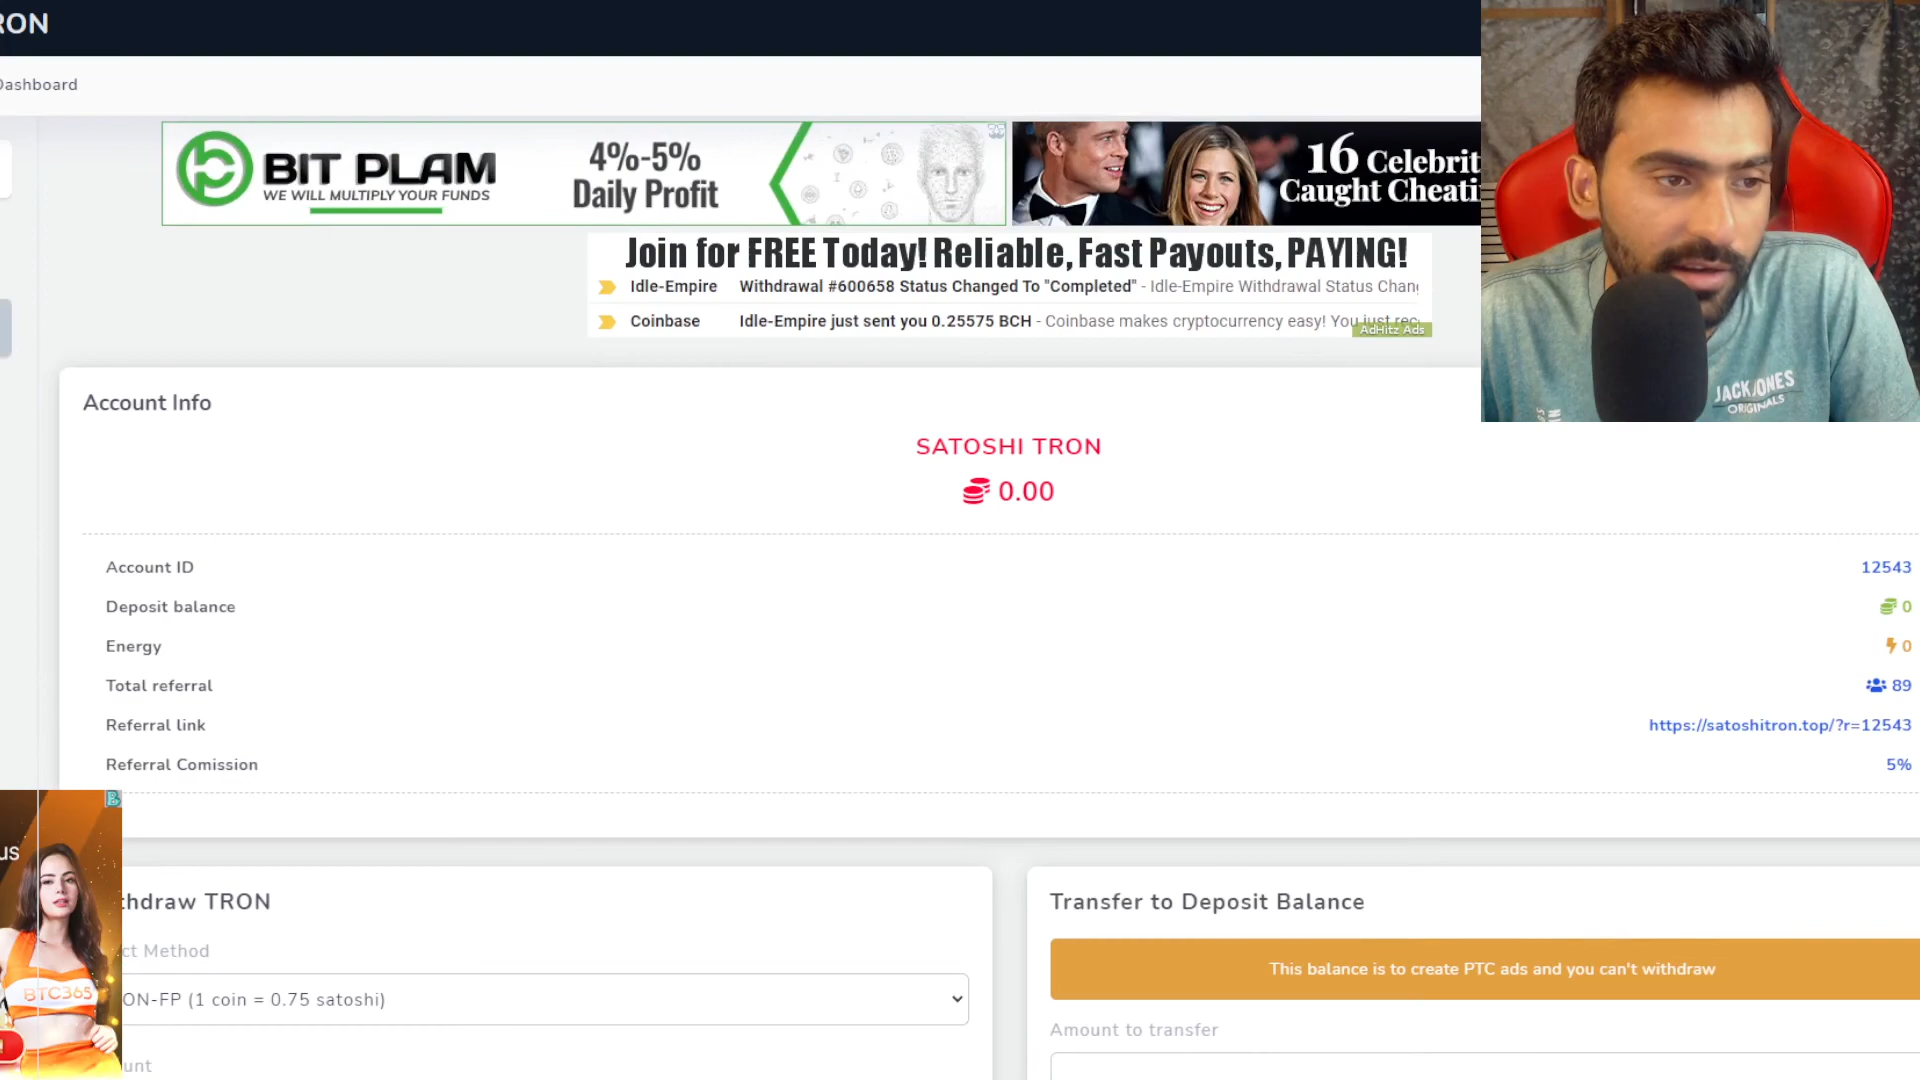 RON
Dashboard
BIT PLAM
WE WILL MULTIPLY YOUR FUNDS
4%-5%
Daily Profit
16 Celebrit
Caught Cheati
Join for FREE Today! Reliable, Fast Payouts, PAYING!
Idle-Empire Withdrawal #600658 Status Changed To "Completed" - Idle-Empire Withdrawal Status Chang
Coinbase Idle-Empire just sent you 0.25575 BCH - Coinbase makes cryptocurrency easy! You just rec
AdHitz Ads
JACK JONES
ORIGINALS
Account Info
SATOSHI TRON
0.00
Account ID 12543
Deposit balance 0
Energy 0
Total referral 89
Referral link https://satoshitron.top/?r=12543
Referral Comission 5%
us
BTC365
thdraw TRON
ct Method
ON-FP (1 coin = 0.75 satoshi)
unt
Transfer to Deposit Balance
This balance is to create PTC ads and you can't withdraw
Amount to transfer